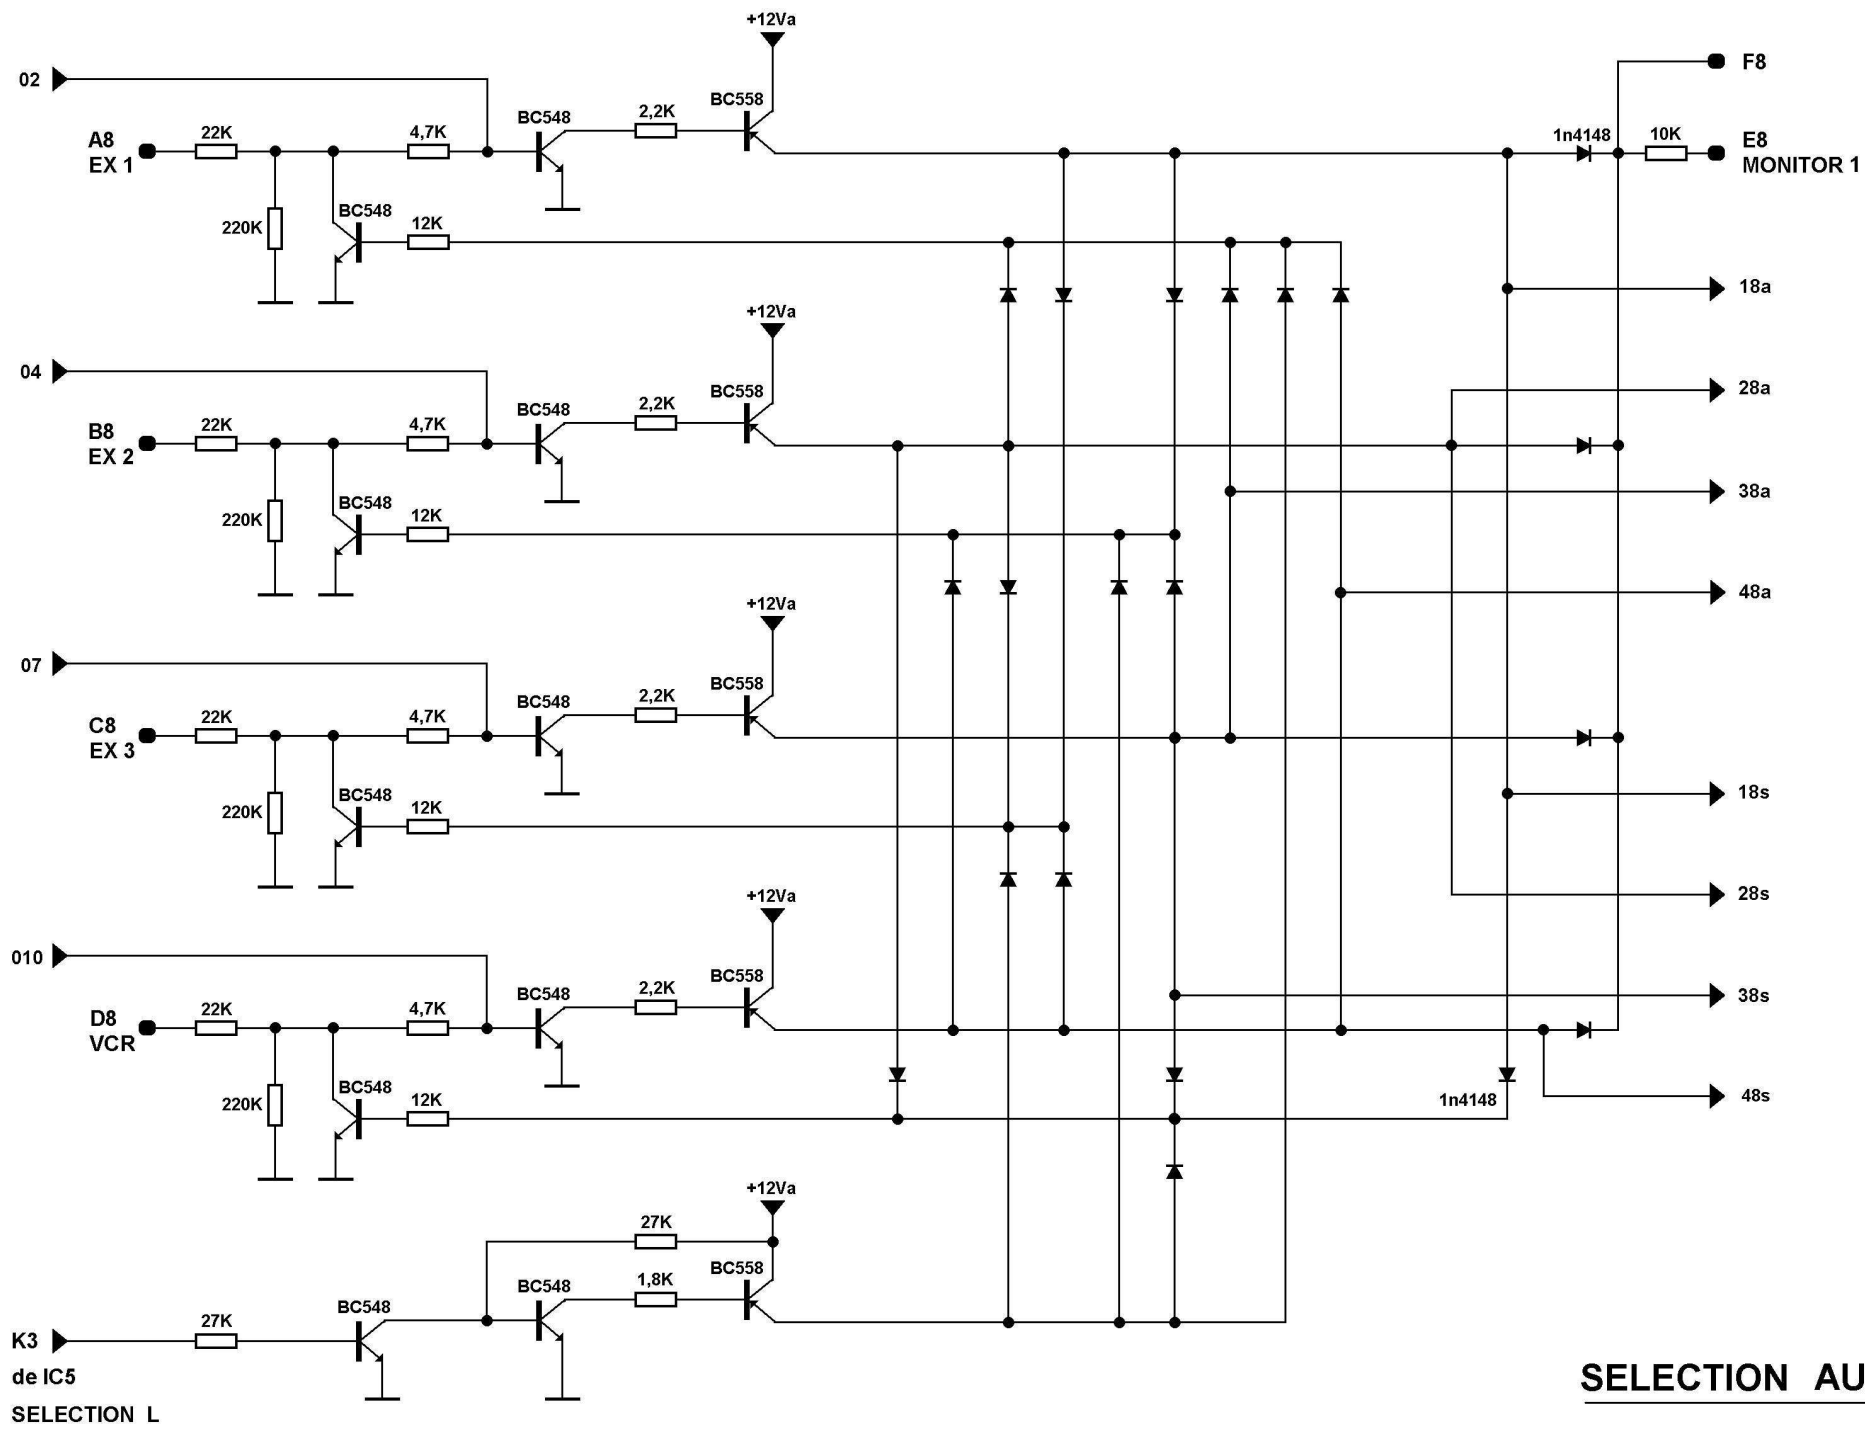 +12Va
02
BC548
2,2K
BC558
F8
A8
EX 1
22K
4,7K
1n4148
10K
E8
MONITOR 1
220K
BC548
12K
18a
+12Va
04
BC548
2,2K
BC558
28a
B8
EX 2
22K
4,7K
220K
BC548
12K
38a
48a
+12Va
07
BC548
2,2K
BC558
C8
EX 3
22K
4,7K
220K
BC548
12K
18s
28s
+12Va
010
BC548
2,2K
BC558
38s
D8
VCR
22K
4,7K
220K
BC548
12K
1n4148
48s
+12Va
27K
BC548
1,8K
BC558
K3
27K
BC548
de IC5
SELECTION L
SELECTION AU